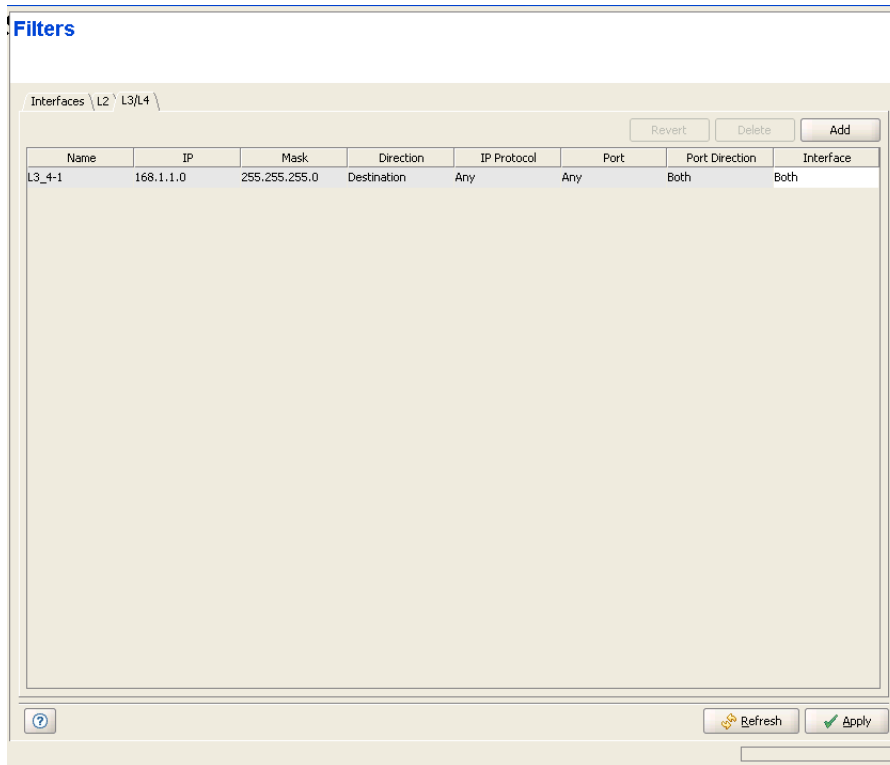 Filters
Interfaces L2 L3/L4
Revert Delete Add
Name IP Mask Direction IP Protocol Port Port Direction Interface
L3_4-1 168.1.1.0 255.255.255.0 Destination Any Any Both Both
? Refresh Apply